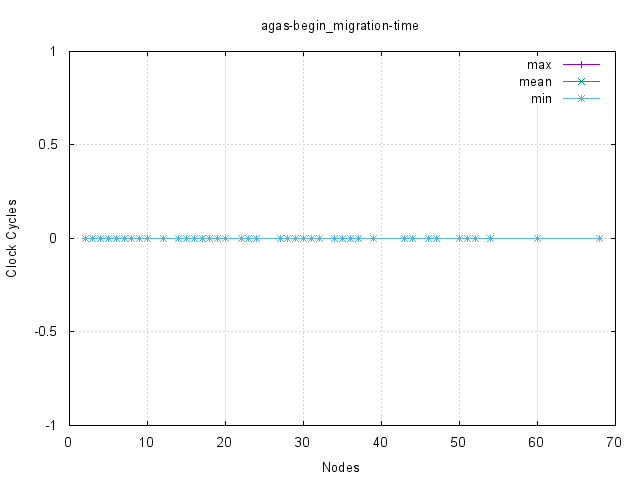 agas-begin_migration-time
max
mean
min
1
0.5
0
-0.5
-1
Clock Cycles
0 10 20 30 40 50 60 70
Nodes